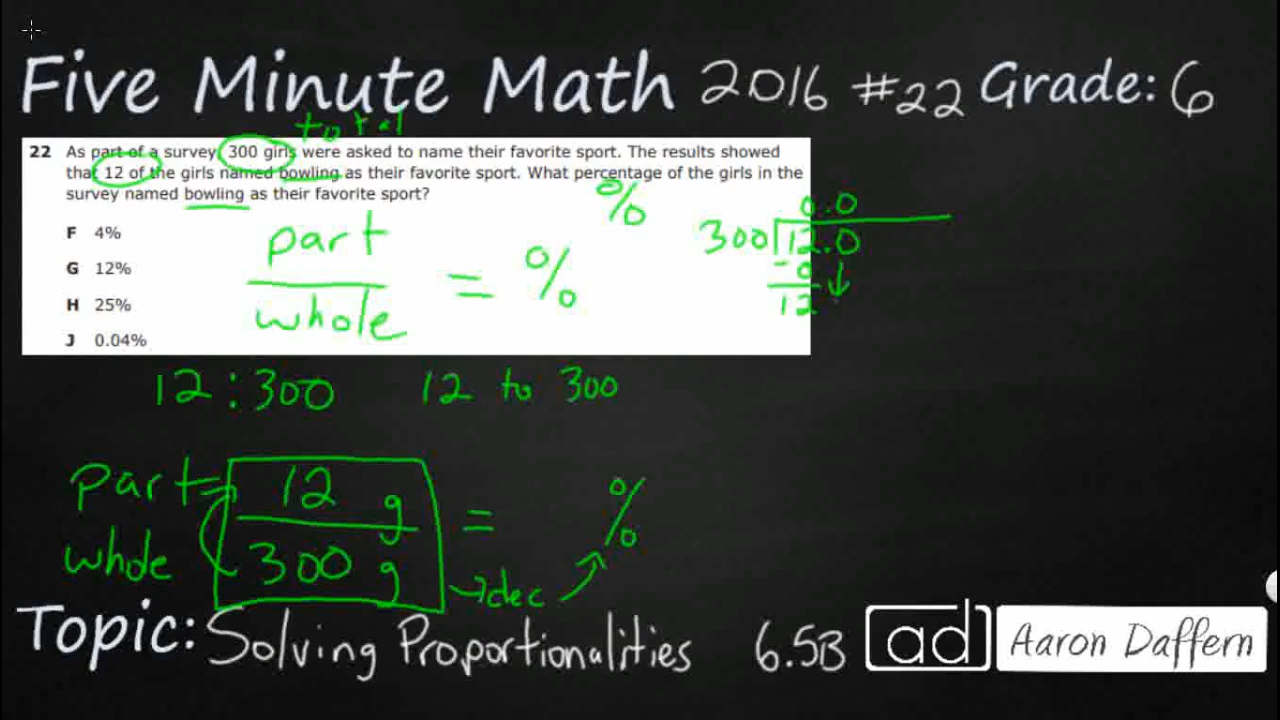 Five Minute Math 2016 #22 Grade: 6
total
22 As part of a survey 300 girls were asked to name their favorite sport. The results showed
that 12 of the girls named bowling as their favorite sport. What percentage of the girls in the
survey named bowling as their favorite sport?
%
F 4%
G 12%
H 25%
J 0.04%
part
whole
= %
0.0
300 12.0
- 0
12
12 : 300 12 to 300
part = 12 g = %
whole 300 g
dec
Topic: Solving Proportionalities 6.5B ad Aaron Daffern